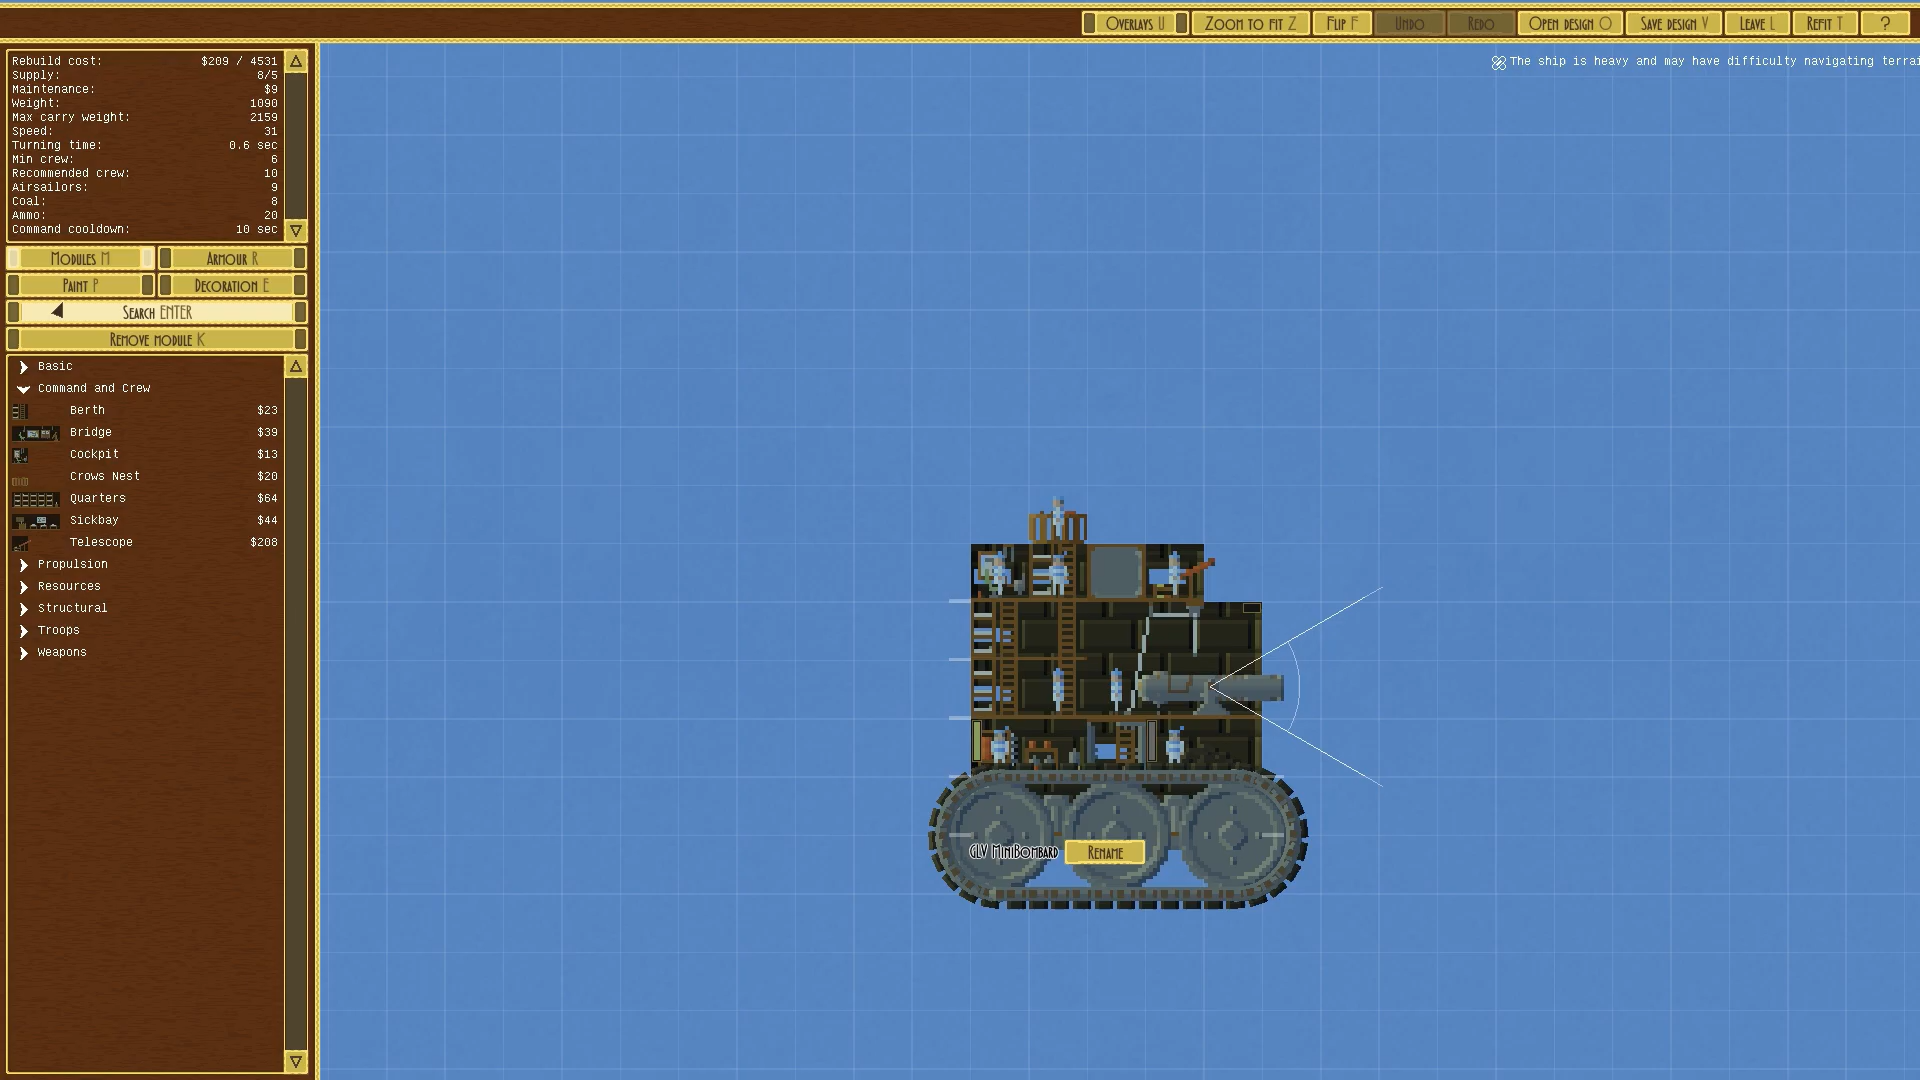 Overlays U
Zoom to fit Z
Flip F
Undo
Redo
Open design O
Save design V
Leave L
Refit T
?
The ship is heavy and may have difficulty navigating terrai
Rebuild cost: $209 / 4531
Supply: 8/5
Maintenance: $9
Weight: 1090
Max carry weight: 2159
Speed: 31
Turning time: 0.6 sec
Min crew: 6
Recommended crew: 10
Airsailors: 9
Coal: 8
Ammo: 20
Command cooldown: 10 sec
Modules M
Armour R
Paint P
Decoration E
Search ENTER
Remove module K
Basic
Command and Crew
Berth $23
Bridge $39
Cockpit $13
Crows Nest $20
Quarters $64
Sickbay $44
Telescope $208
Propulsion
Resources
Structural
Troops
Weapons
GLV MiniBombard
Rename